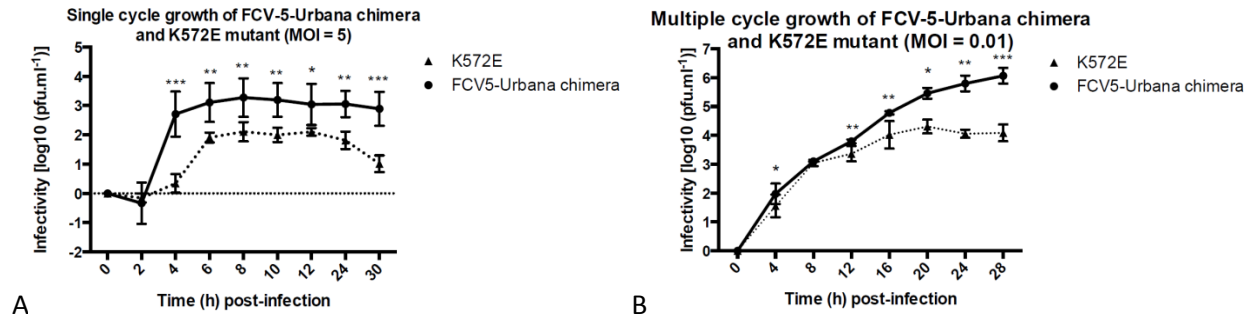 Single cycle growth of FCV-5-Urbana chimera
and K572E mutant (MOI = 5)
Infectivity [log10 (pfu.ml-1)]
5
4
3
2
1
0
-1
-2
*** ** ** ** * ** ***
0 2 4 6 8 10 12 24 30
Time (h) post-infection
K572E
FCV5-Urbana chimera
A
Multiple cycle growth of FCV-5-Urbana chimera
and K572E mutant (MOI = 0.01)
Infectivity [log10 (pfu.ml-1)]
7
6
5
4
3
2
1
0
* ** ** * ** ***
0 4 8 12 16 20 24 28
Time (h) post-infection
K572E
FCV5-Urbana chimera
B